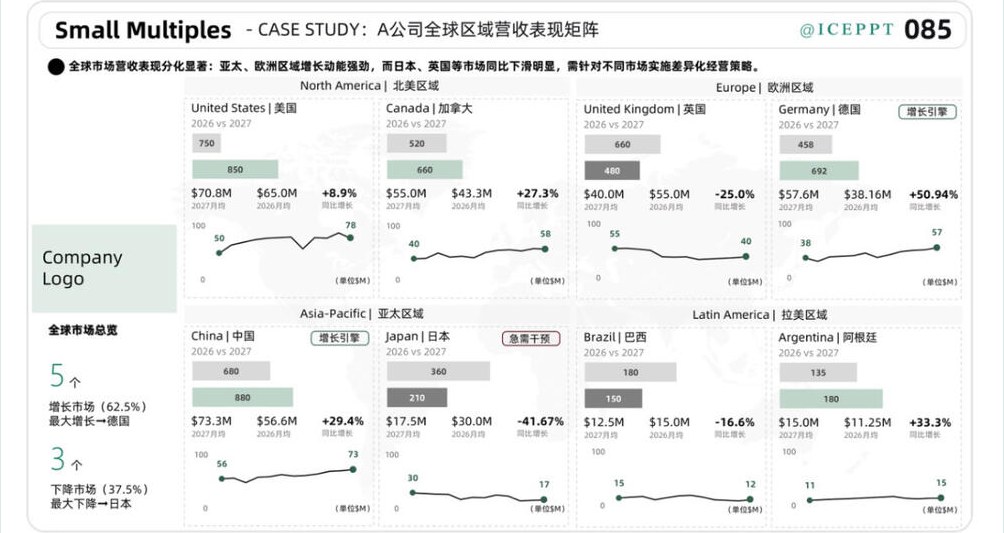 Small Multiples - CASE STUDY：A公司全球区域营收表现矩阵
@ICEPPT 085
全球市场营收表现分化显著：亚太、欧洲区域增长动能强劲，而日本、英国等市场同比下滑明显，需针对不同市场实施差异化经营策略。
Company
Logo
全球市场总览
5个
增长市场（62.5%）
最大增长→德国
3个
下降市场（37.5%）
最大下降→日本
North America | 北美区域
United States | 美国
2026 vs 2027
750
850
$70.8M $65.0M +8.9%
2027月均 2026月均 同比增长
100
50 78
0
（单位$M）
Canada | 加拿大
2026 vs 2027
520
660
$55.0M $43.3M +27.3%
2027月均 2026月均 同比增长
100
40 58
0
（单位$M）
Europe | 欧洲区域
United Kingdom | 英国
2026 vs 2027
660
480
$40.0M $55.0M -25.0%
2027月均 2026月均 同比增长
100
55 40
0
（单位$M）
Germany | 德国 增长引擎
2026 vs 2027
458
692
$57.6M $38.16M +50.94%
2027月均 2026月均 同比增长
100
38 57
0
（单位$M）
Asia-Pacific | 亚太区域
China | 中国 增长引擎
2026 vs 2027
680
880
$73.3M $56.6M +29.4%
2027月均 2026月均 同比增长
100
56 73
0
（单位$M）
Japan | 日本 急需干预
2026 vs 2027
360
210
$17.5M $30.0M -41.67%
2027月均 2026月均 同比增长
100
30 17
0
（单位$M）
Latin America | 拉美区域
Brazil | 巴西
2026 vs 2027
180
150
$12.5M $15.0M -16.6%
2027月均 2026月均 同比增长
100
15 12
0
（单位$M）
Argentina | 阿根廷
2026 vs 2027
135
180
$15.0M $11.25M +33.3%
2027月均 2026月均 同比增长
100
11 15
0
（单位$M）